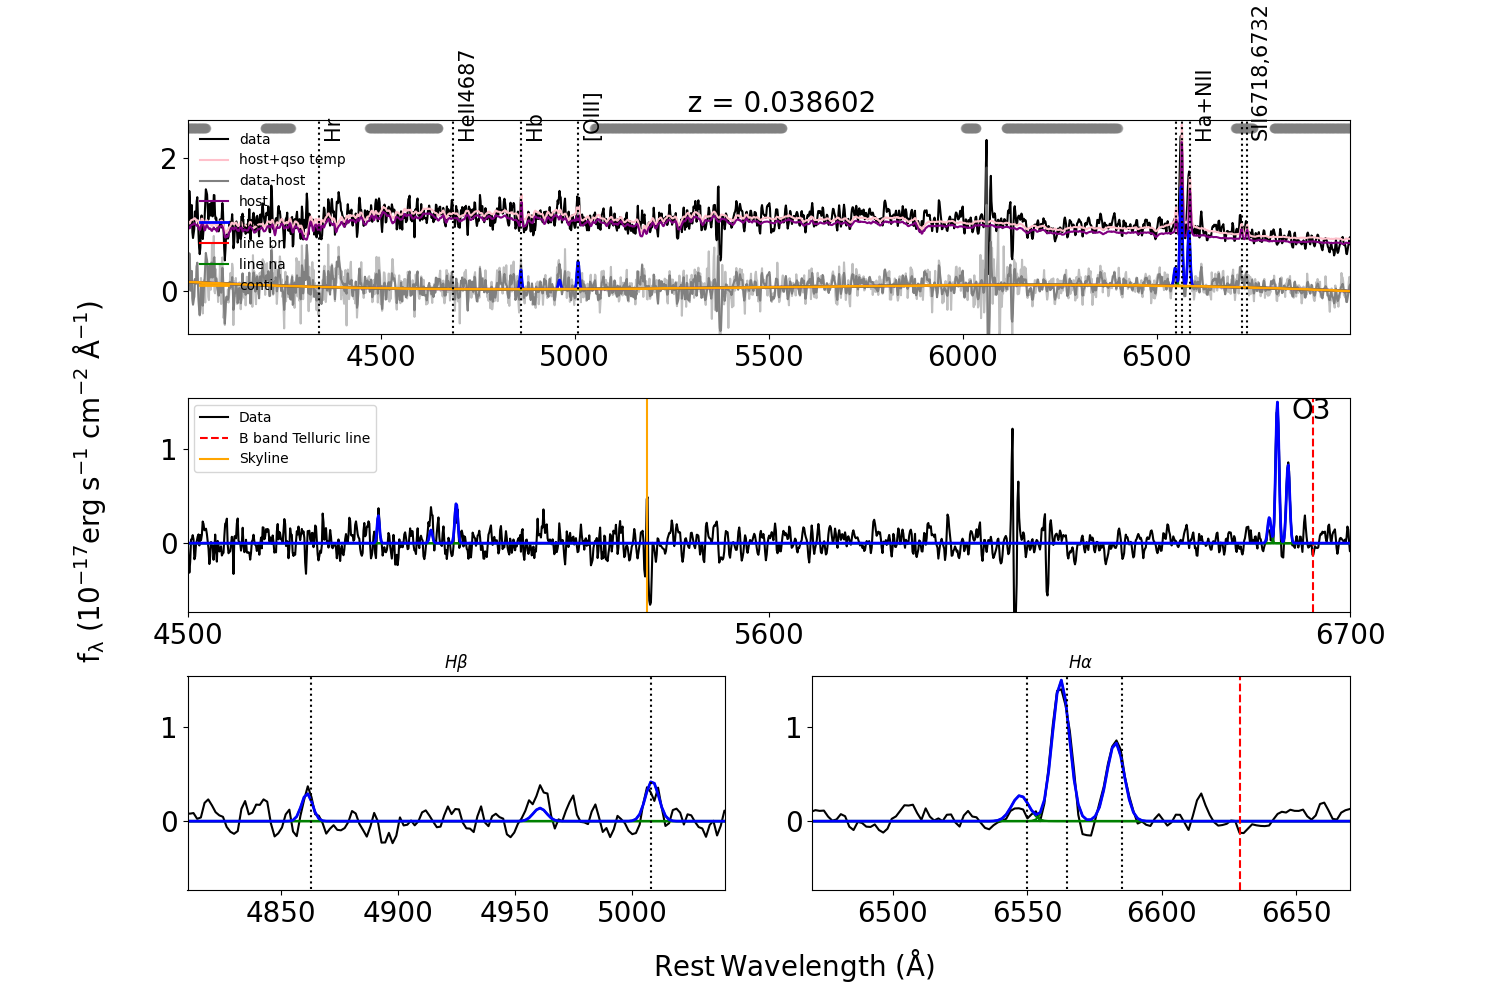 z = 0.038602
Hr
HeII4687
Hb
[OIII]
Ha+NII
SII6718,6732
data
host+qso temp
data-host
host
line br
line na
conti
2
0
4500 5000 5500 6000 6500
Data
B band Telluric line
Skyline
O3
1
0
4500 5600 6700
fλ (10⁻¹⁷erg s⁻¹ cm⁻² Å⁻¹)
Hβ
1
0
4850 4900 4950 5000
Hα
1
0
6500 6550 6600 6650
Rest Wavelength (Å)